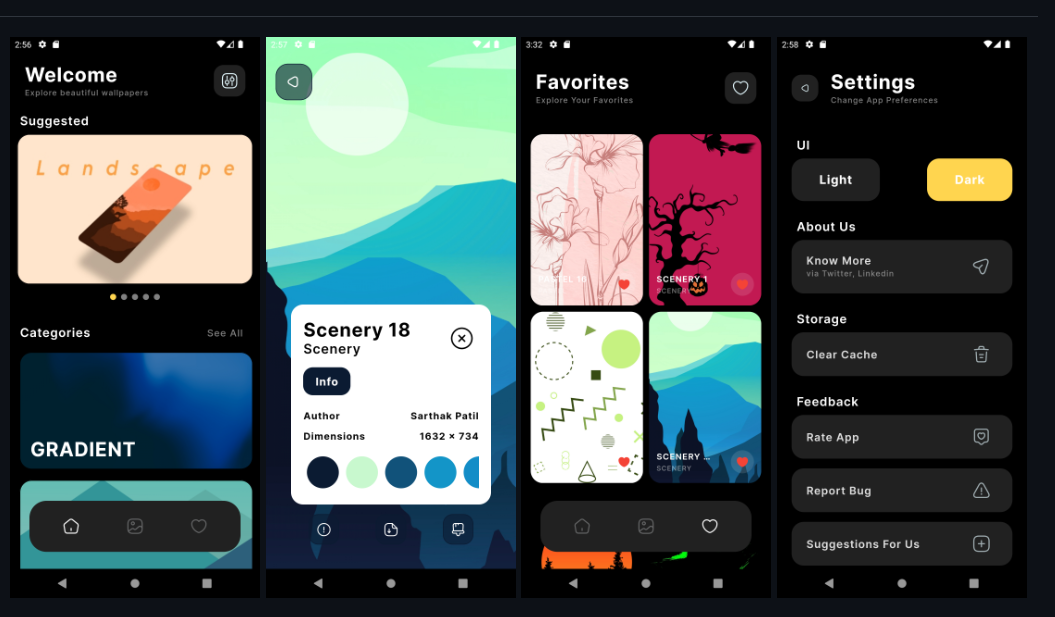 2:56
Welcome
Explore beautiful wallpapers
Suggested
Landscape
Categories
See All
GRADIENT
2:57
Scenery 18
Scenery
Info
Author
Sarthak Patil
Dimensions
1632 × 734
3:32
Favorites
Explore Your Favorites
PASTEL 10
SCENERY 1
SCENERY
SCENERY ...
SCENERY
2:58
Settings
Change App Preferences
UI
Light
Dark
About Us
Know More
via Twitter, Linkedin
Storage
Clear Cache
Feedback
Rate App
Report Bug
Suggestions For Us